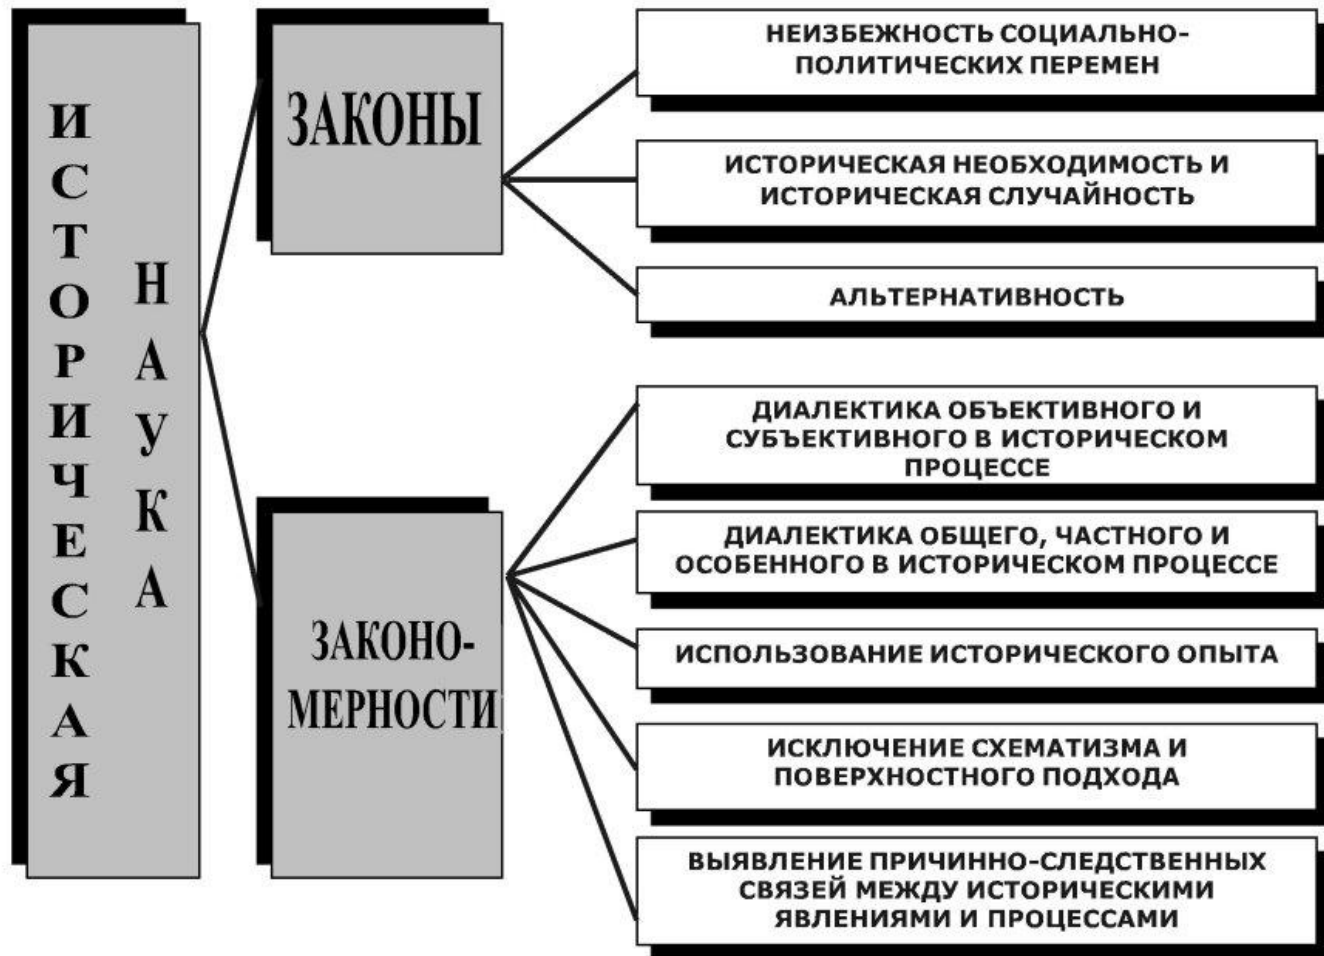 ИСТОРИЧЕСКАЯ
НАУКА
ЗАКОНЫ
НЕИЗБЕЖНОСТЬ СОЦИАЛЬНО-
ПОЛИТИЧЕСКИХ ПЕРЕМЕН
ИСТОРИЧЕСКАЯ НЕОБХОДИМОСТЬ И
ИСТОРИЧЕСКАЯ СЛУЧАЙНОСТЬ
АЛЬТЕРНАТИВНОСТЬ
ЗАКОНО-
МЕРНОСТИ
ДИАЛЕКТИКА ОБЪЕКТИВНОГО И
СУБЪЕКТИВНОГО В ИСТОРИЧЕСКОМ
ПРОЦЕССЕ
ДИАЛЕКТИКА ОБЩЕГО, ЧАСТНОГО И
ОСОБЕННОГО В ИСТОРИЧЕСКОМ ПРОЦЕССЕ
ИСПОЛЬЗОВАНИЕ ИСТОРИЧЕСКОГО ОПЫТА
ИСКЛЮЧЕНИЕ СХЕМАТИЗМА И
ПОВЕРХНОСТНОГО ПОДХОДА
ВЫЯВЛЕНИЕ ПРИЧИННО-СЛЕДСТВЕННЫХ
СВЯЗЕЙ МЕЖДУ ИСТОРИЧЕСКИМИ
ЯВЛЕНИЯМИ И ПРОЦЕССАМИ